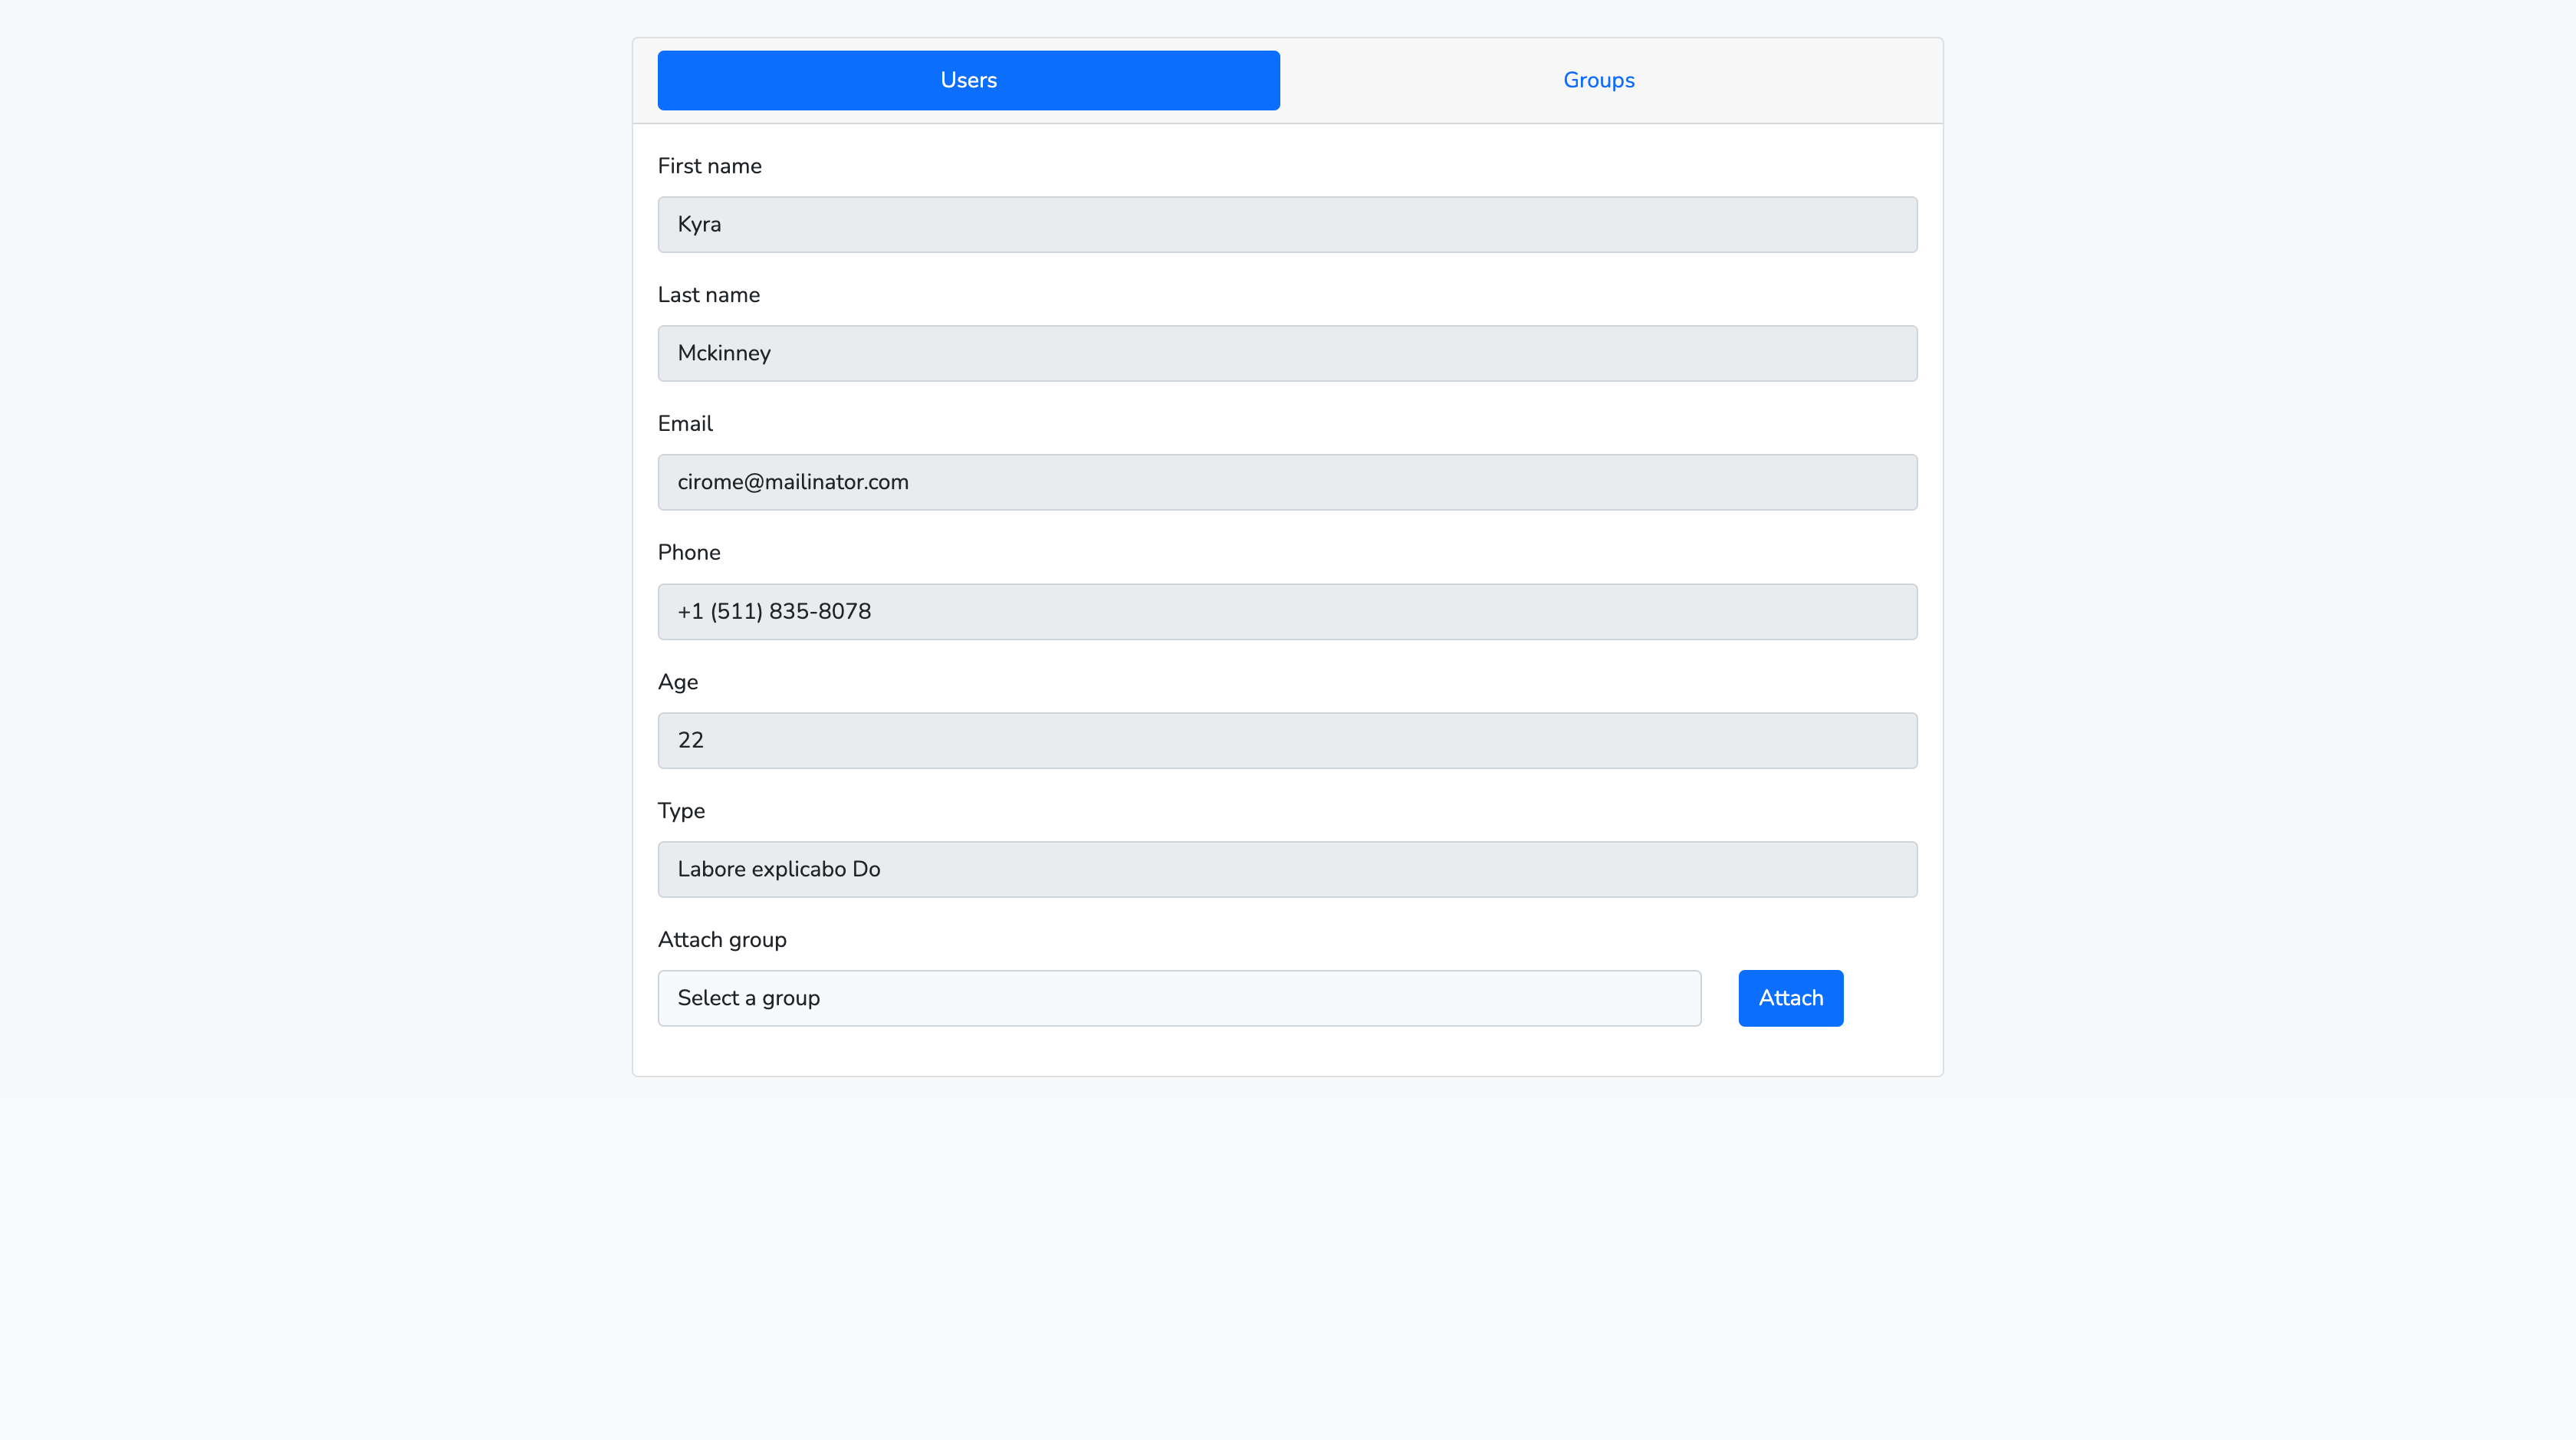 Users
Groups
First name
Kyra
Last name
Mckinney
Email
cirome@mailinator.com
Phone
+1 (511) 835-8078
Age
22
Type
Labore explicabo Do
Attach group
Select a group
Attach